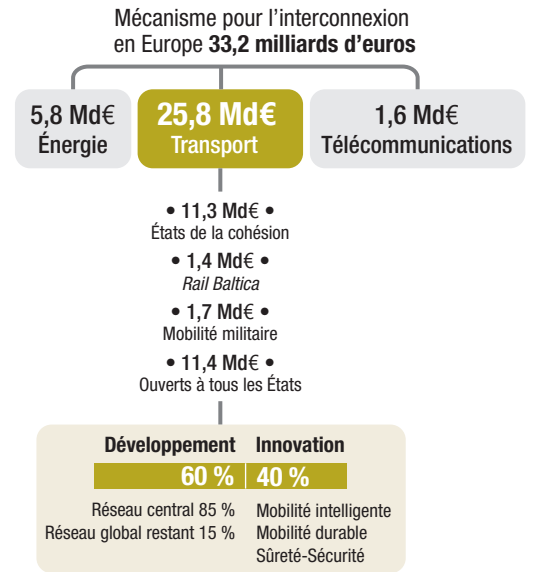 Mécanisme pour l’interconnexion
en Europe 33,2 milliards d’euros
5,8 Md€
Énergie
25,8 Md€
Transport
1,6 Md€
Télécommunications
• 11,3 Md€ •
États de la cohésion
• 1,4 Md€ •
Rail Baltica
• 1,7 Md€ •
Mobilité militaire
• 11,4 Md€ •
Ouverts à tous les États
Développement Innovation
60 % 40 %
Réseau central 85 %
Réseau global restant 15 %
Mobilité intelligente
Mobilité durable
Sûreté-Sécurité